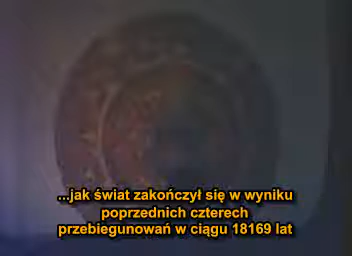 ...jak świat zakończył się w wyniku
poprzednich czterech
przebiegunowań w ciągu 18169 lat